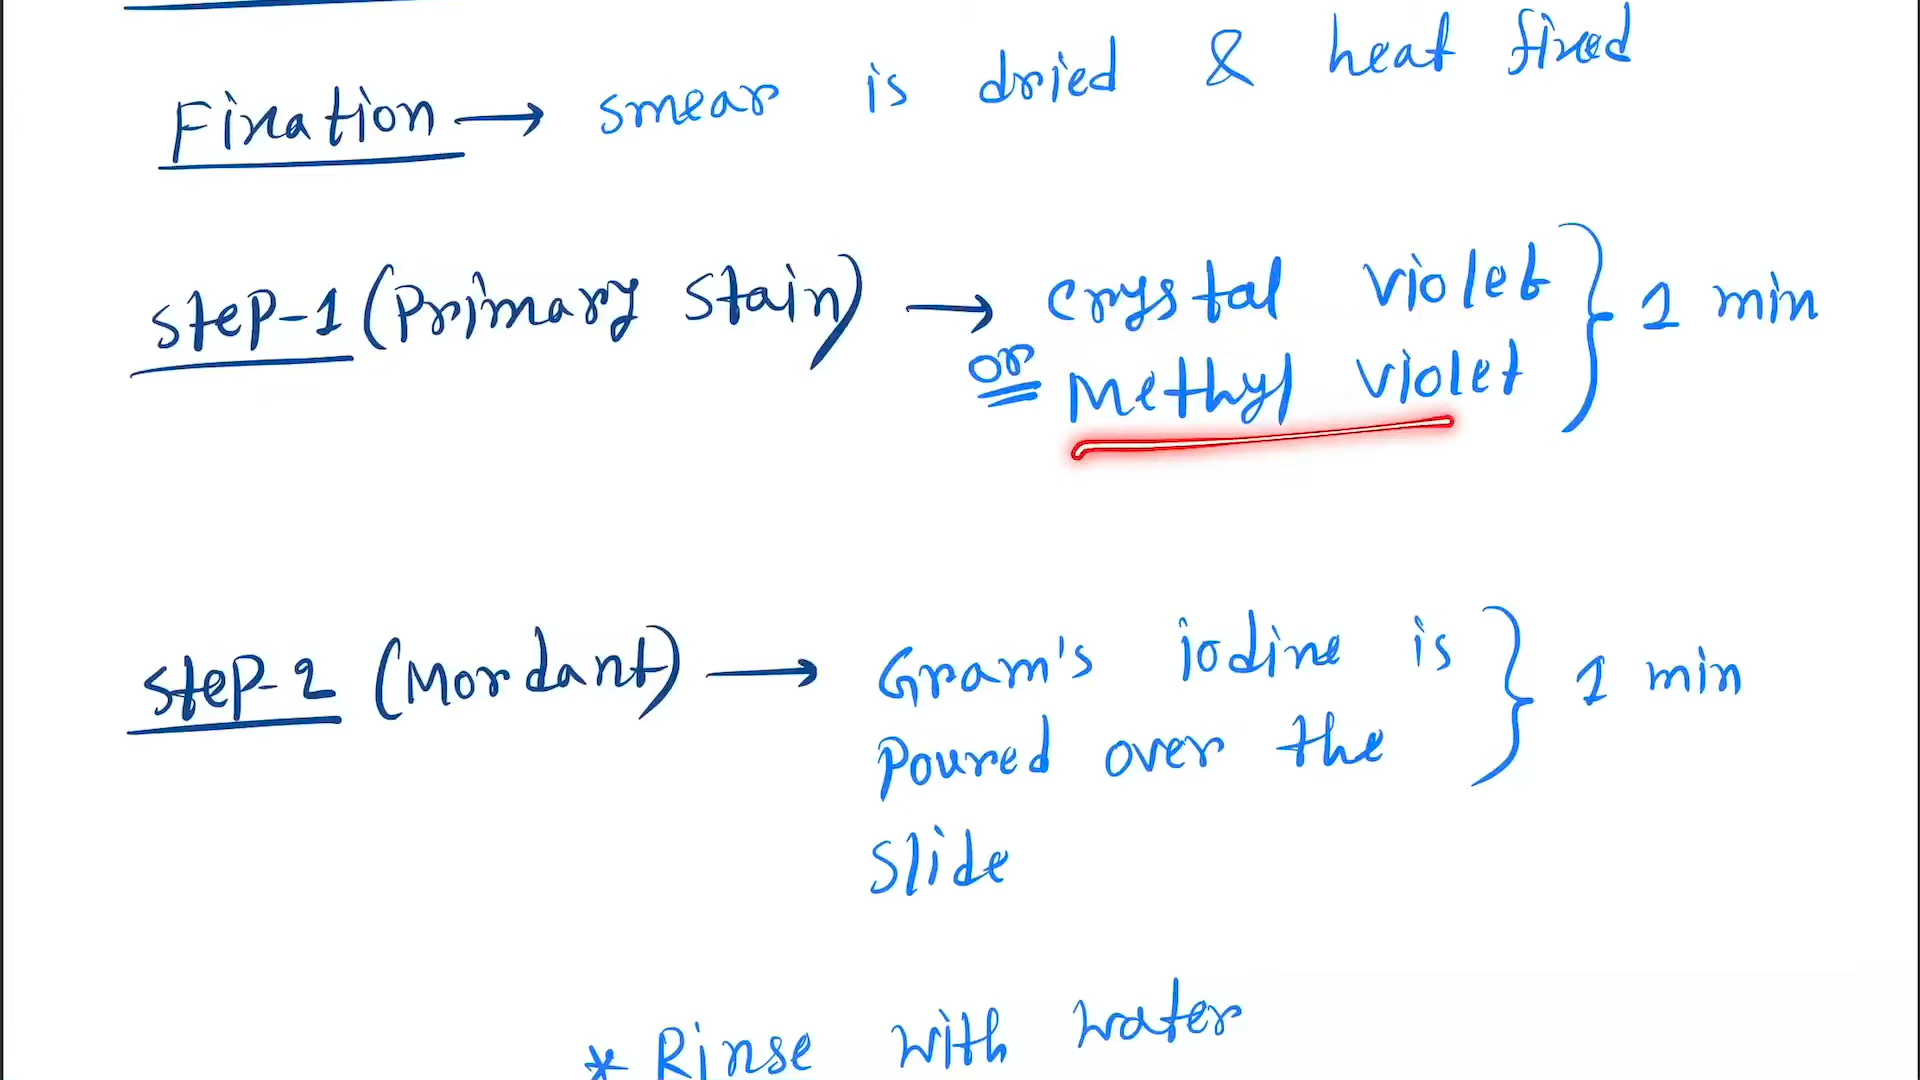 Fixation → smear is dried & heat fixed
Step-1 (Primary stain) → Crystal violet } 1 min
or Methyl violet
Step-2 (Mordant) → Gram's iodine is } 1 min
Poured over the
slide
* Rinse with water